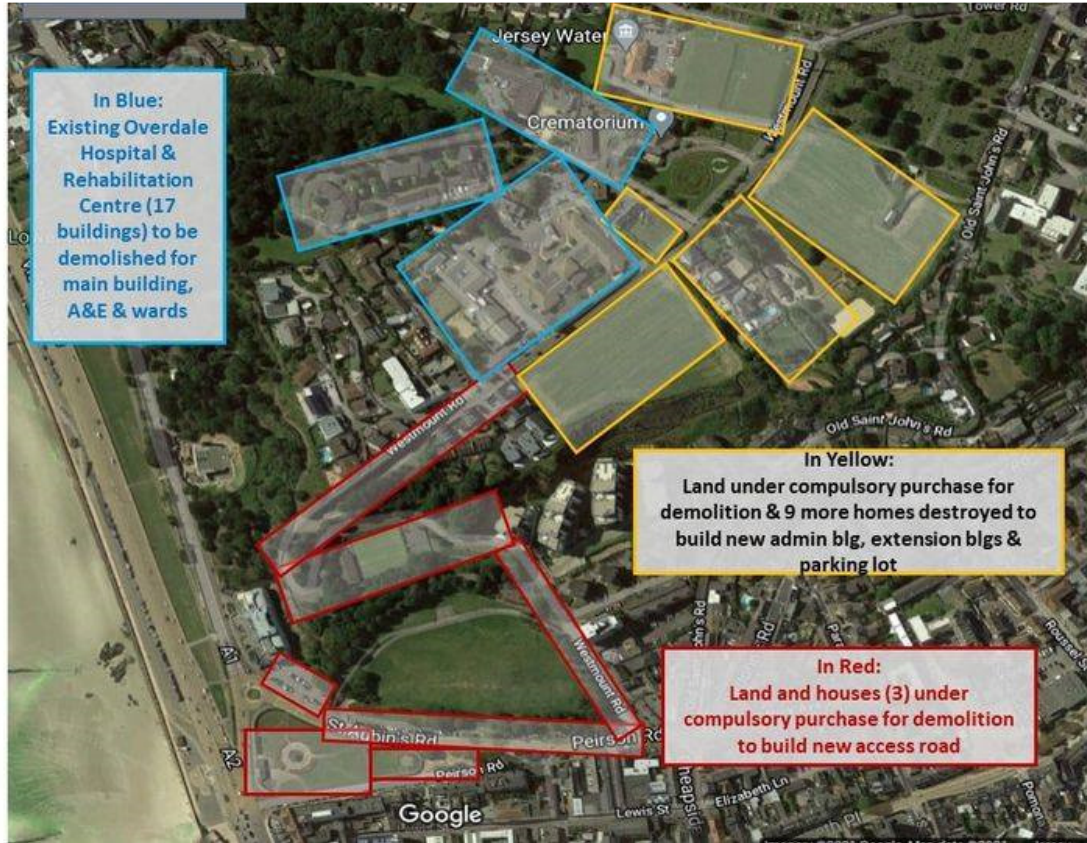 Jersey Water
Tower Rd
Westmount Rd
Crematorium
Old Saint-John's Rd
In Blue:
Existing Overdale
Hospital &
Rehabilitation
Centre (17
buildings) to be
demolished for
main building,
A&E & wards
Westmount Rd
Old Saint-John's Rd
In Yellow:
Land under compulsory purchase for
demolition & 9 more homes destroyed to
build new admin blg, extension blgs &
parking lot
In Red:
Land and houses (3) under
compulsory purchase for demolition
to build new access road
Westmount Rd
A1
A2
St Aubin's Rd
Peirson Rd
Peirson Rd
Cheapside
Elizabeth Ln
Lewis St
Google